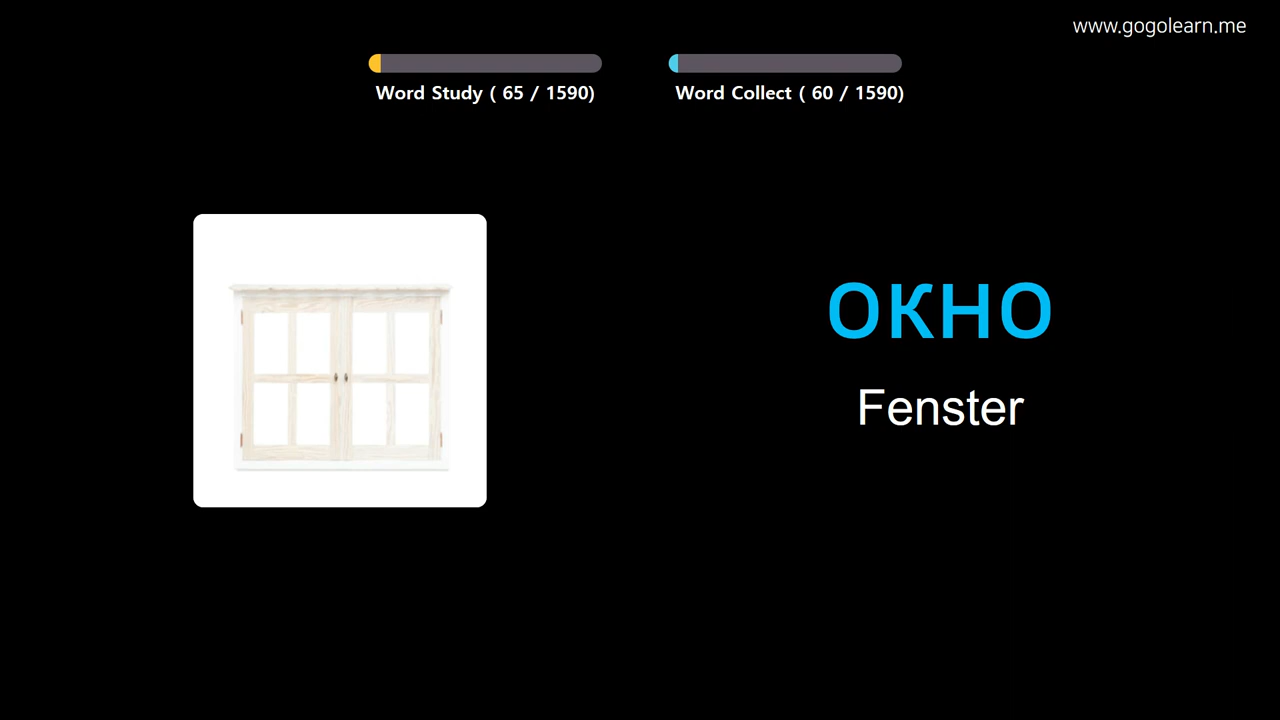 www.gogolearn.me
Word Study ( 65 / 1590)
Word Collect ( 60 / 1590)
окно
Fenster